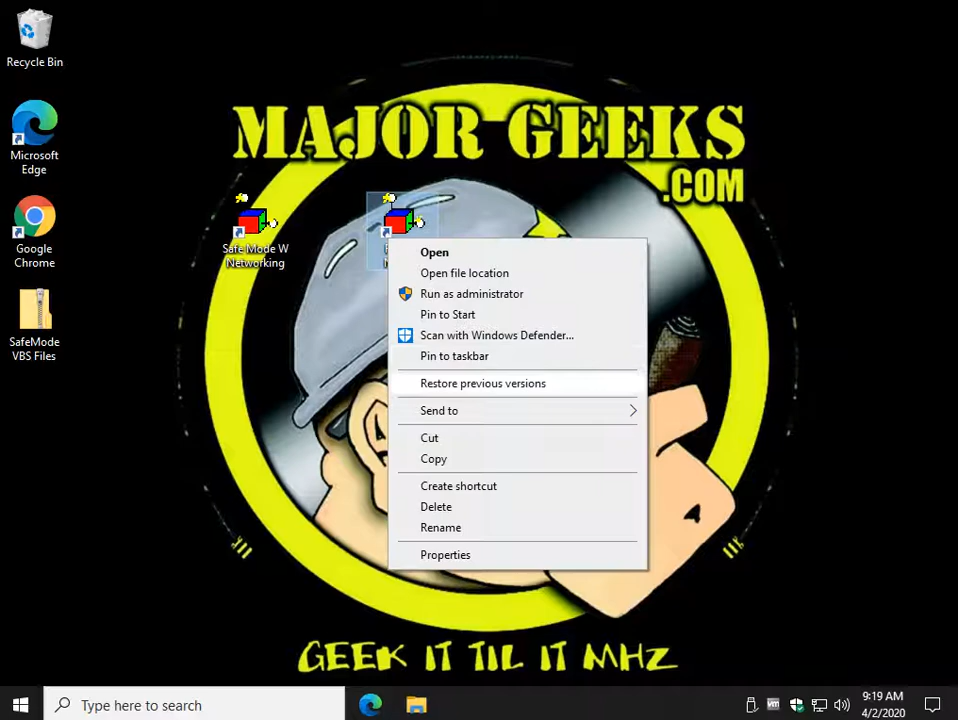 Recycle Bin
Microsoft
Edge
Google
Chrome
SafeMode
VBS Files
MAJOR GEEKS
.COM
Safe Mode W
Networking
Open
Open file location
Run as administrator
Pin to Start
Scan with Windows Defender...
Pin to taskbar
Restore previous versions
Send to
Cut
Copy
Create shortcut
Delete
Rename
Properties
GEEK IT TIL IT MHZ
Type here to search
vm
9:19 AM
4/2/2020